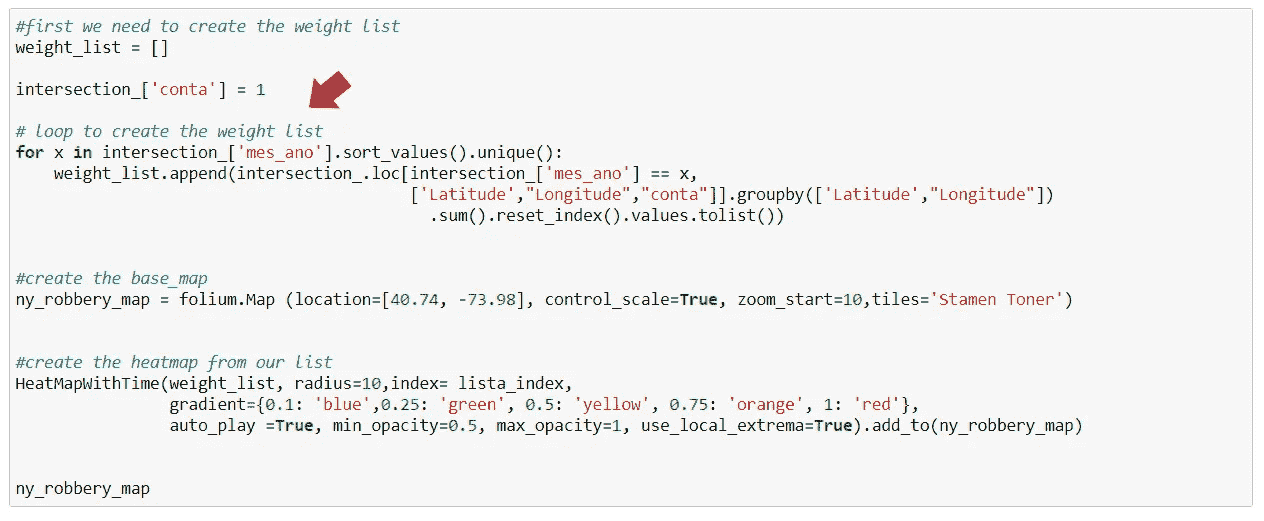 #first we need to create the weight list
weight_list = []
intersection_['conta'] = 1
# loop to create the weight list
for x in intersection_['mes_ano'].sort_values().unique():
    weight_list.append(intersection_.loc[intersection_['mes_ano'] == x,
                                         ['Latitude',"Longitude","conta"]].groupby(['Latitude',"Longitude"])
                                           .sum().reset_index().values.tolist())
#create the base_map
ny_robbery_map = folium.Map (location=[40.74, -73.98], control_scale=True, zoom_start=10,tiles='Stamen Toner')
#create the heatmap from our list
HeatMapWithTime(weight_list, radius=10,index= lista_index,
                gradient={0.1: 'blue',0.25: 'green', 0.5: 'yellow', 0.75: 'orange', 1: 'red'},
                auto_play =True, min_opacity=0.5, max_opacity=1, use_local_extrema=True).add_to(ny_robbery_map)
ny_robbery_map